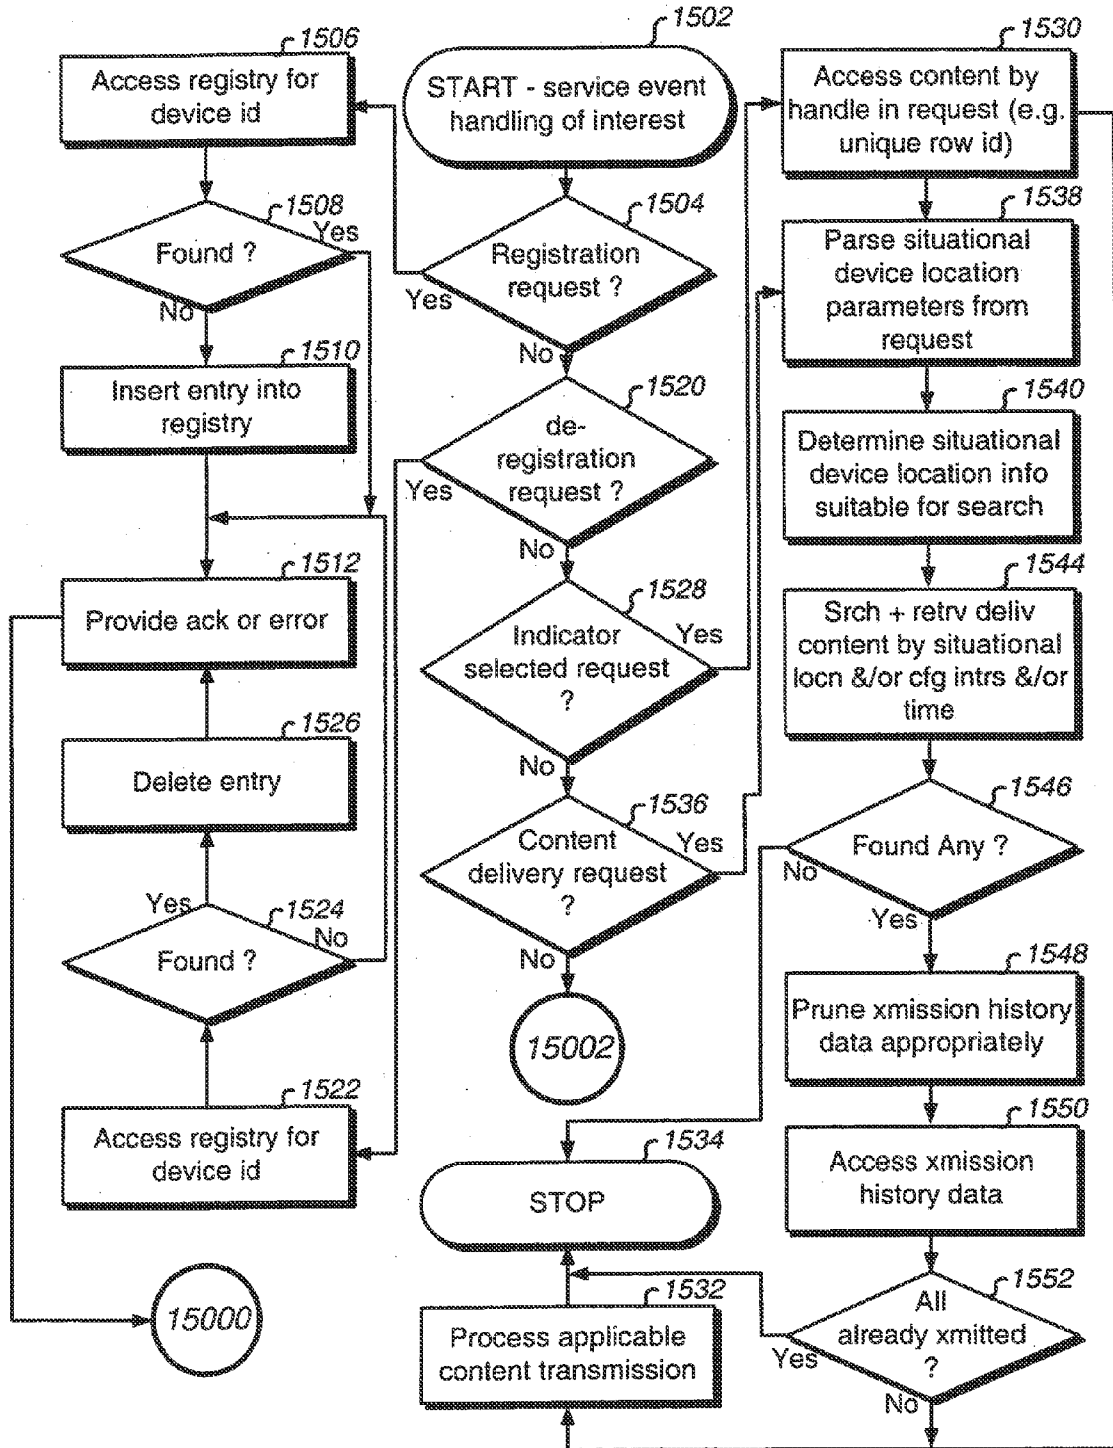 1502
START - service event
handling of interest
1504
Registration
request ?
Yes
No
1506
Access registry for
device id
1508
Found ?
Yes
No
1510
Insert entry into
registry
1512
Provide ack or error
1526
Delete entry
Yes
1524
Found ?
No
1522
Access registry for
device id
15000
1520
de-
registration
request ?
Yes
No
1528
Indicator
selected request
?
Yes
No
1536
Content
delivery request
?
Yes
No
15002
1534
STOP
1532
Process applicable
content transmission
1530
Access content by
handle in request (e.g.
unique row id)
1538
Parse situational
device location
parameters from
request
1540
Determine situational
device location info
suitable for search
1544
Srch + retrv deliv
content by situational
locn &/or cfg intrs &/or
time
1546
Found Any ?
No
Yes
1548
Prune xmission history
data appropriately
1550
Access xmission
history data
1552
All
already xmitted
?
Yes
No